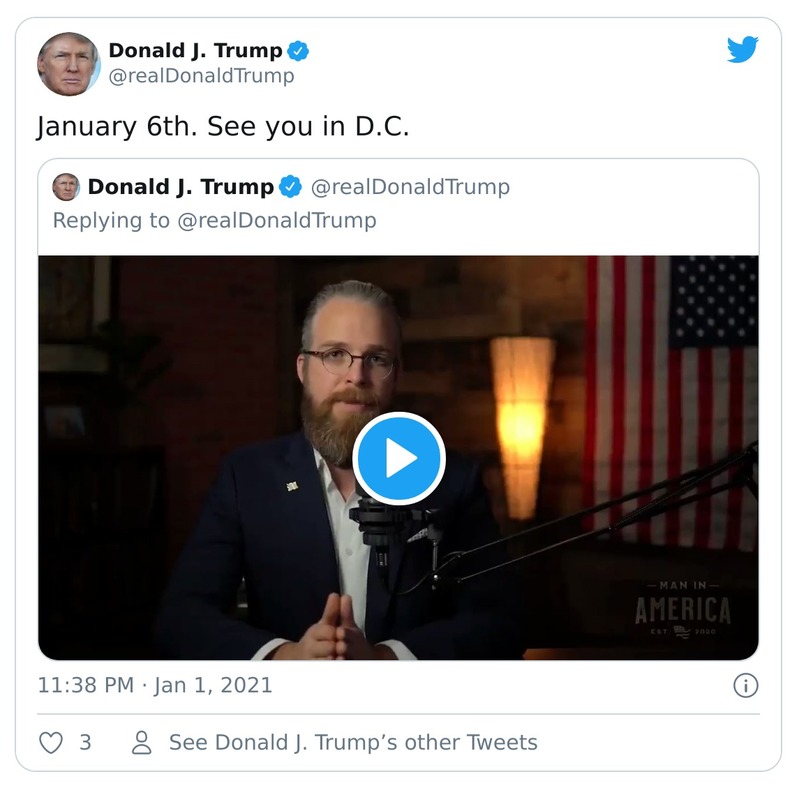 Donald J. Trump
@realDonaldTrump
January 6th. See you in D.C.
Donald J. Trump @realDonaldTrump
Replying to @realDonaldTrump
MAN IN
AMERICA
EST 2020
11:38 PM · Jan 1, 2021
3 See Donald J. Trump’s other Tweets